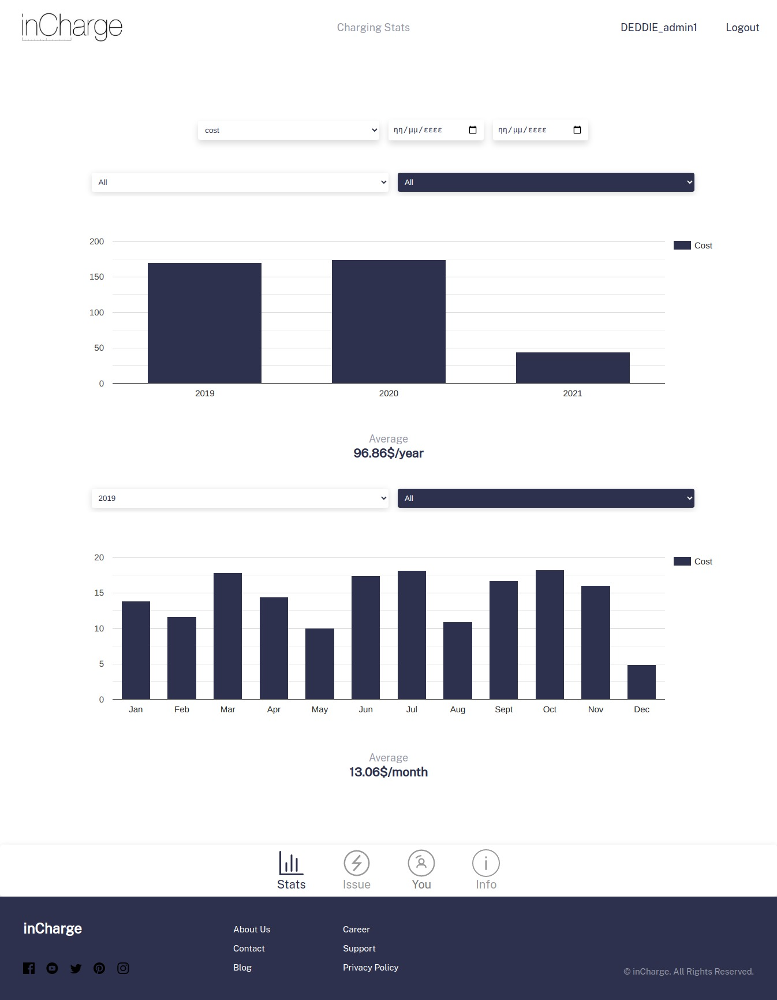 inCharge
Charging Stats
DEDDIE_admin1
Logout
cost
ηη/μμ/εεεε
ηη/μμ/εεεε
All
All
200
150
100
50
0
Cost
2019
2020
2021
Average
96.86$/year
2019
All
20
15
10
5
0
Cost
Jan
Feb
Mar
Apr
May
Jun
Jul
Aug
Sept
Oct
Nov
Dec
Average
13.06$/month
Stats
Issue
You
Info
inCharge
About Us
Contact
Blog
Career
Support
Privacy Policy
© inCharge. All Rights Reserved.